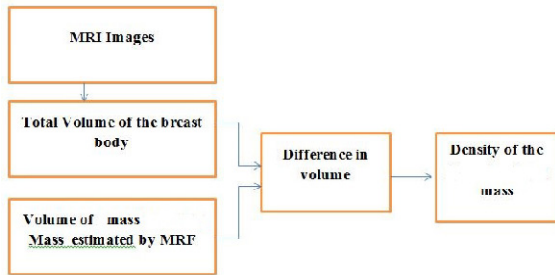 MRI Images
Total Volume of the breast
body
Volume of mass
Mass estimated by MRF
Difference in
volume
Density of the
mass